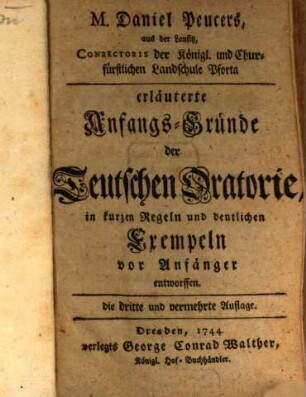 M. Daniel Peucers,
aus der Lausitz,
CONRECTORIS der Königl. und Chur-
fürstlichen Landschule Pforta
erläuterte
Anfangs-Gründe
der
Teutschen Oratorie,
in kurzen Regeln und deutlichen
Exempeln
vor Anfänger
entworffen.
die dritte und vermehrte Auflage.
Dresden, 1744
verlegts George Conrad Walther,
Königl. Hof-Buchhändler.